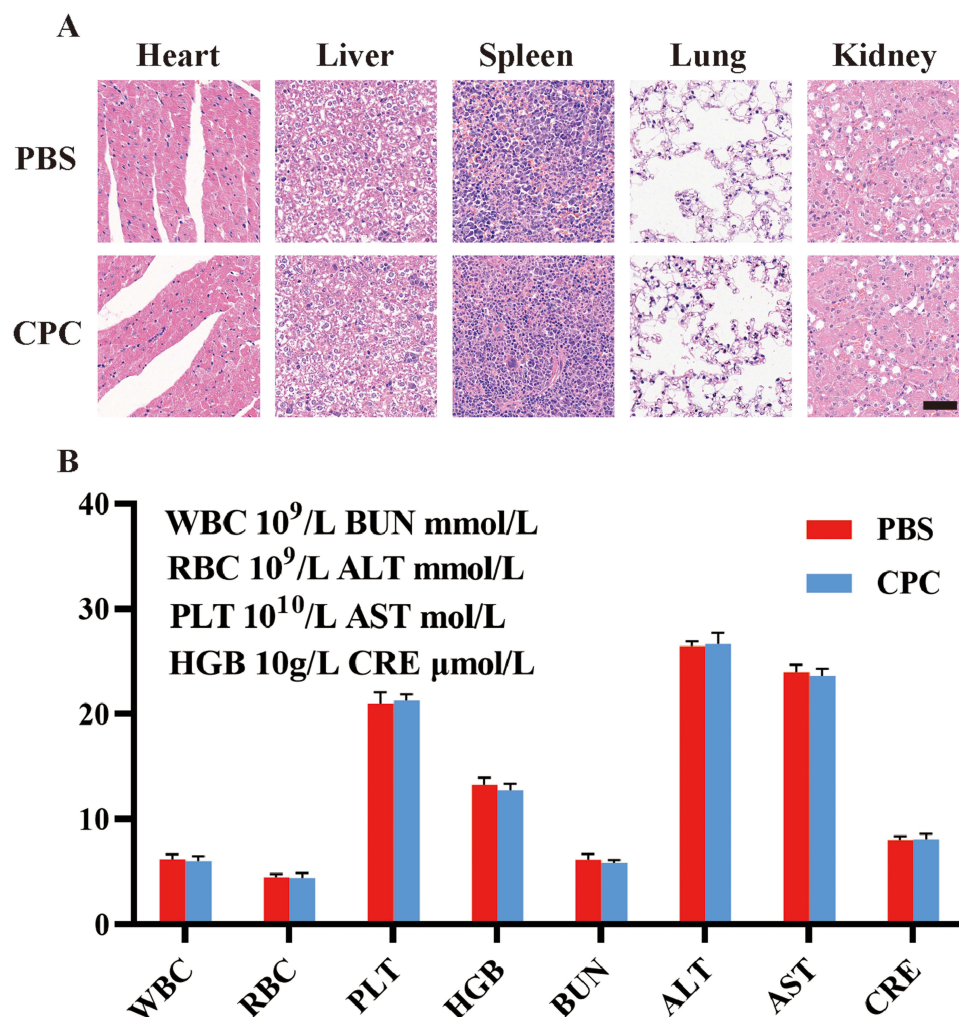 A
Heart Liver Spleen Lung Kidney
PBS
CPC
B
40
30
20
10
0
WBC 10⁹/L BUN mmol/L
RBC 10⁹/L ALT mmol/L
PLT 10¹⁰/L AST mol/L
HGB 10g/L CRE μmol/L
PBS
CPC
WBC RBC PLT HGB BUN ALT AST CRE